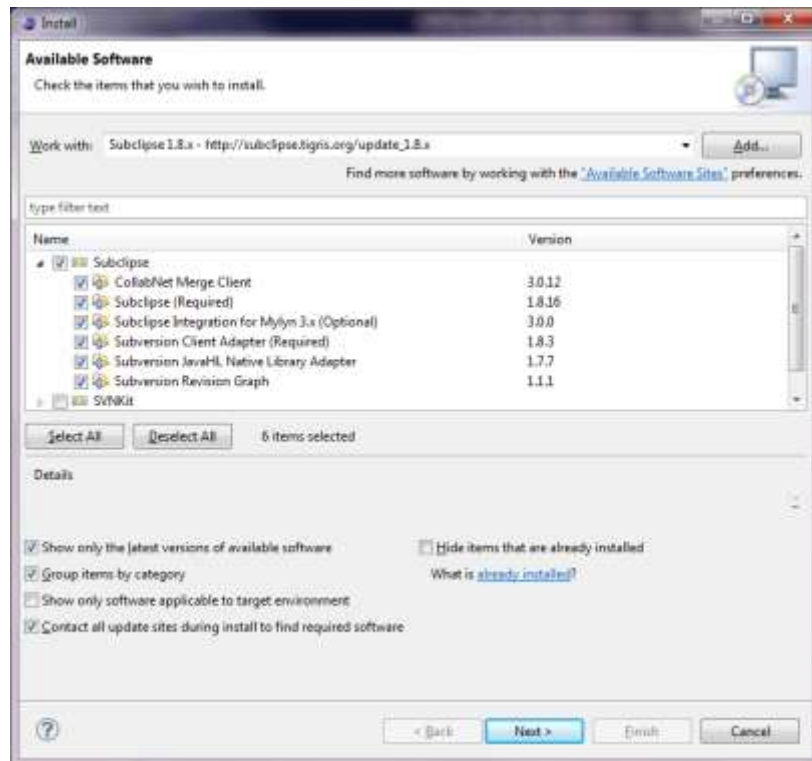 Install
Available Software
Check the items that you wish to install.
Work with: Subclipse 1.8.x - http://subclipse.tigris.org/update_1.8.x Add...
Find more software by working with the "Available Software Sites" preferences.
type filter text
Name Version
Subclipse
CollabNet Merge Client 3.0.12
Subclipse (Required) 1.8.16
Subclipse Integration for Mylyn 3.x (Optional) 3.0.0
Subversion Client Adapter (Required) 1.8.3
Subversion JavaHL Native Library Adapter 1.7.7
Subversion Revision Graph 1.1.1
SVNKit
Select All Deselect All 6 items selected
Details
Show only the latest versions of available software Hide items that are already installed
Group items by category What is already installed?
Show only software applicable to target environment
Contact all update sites during install to find required software
? < Back Next > Finish Cancel